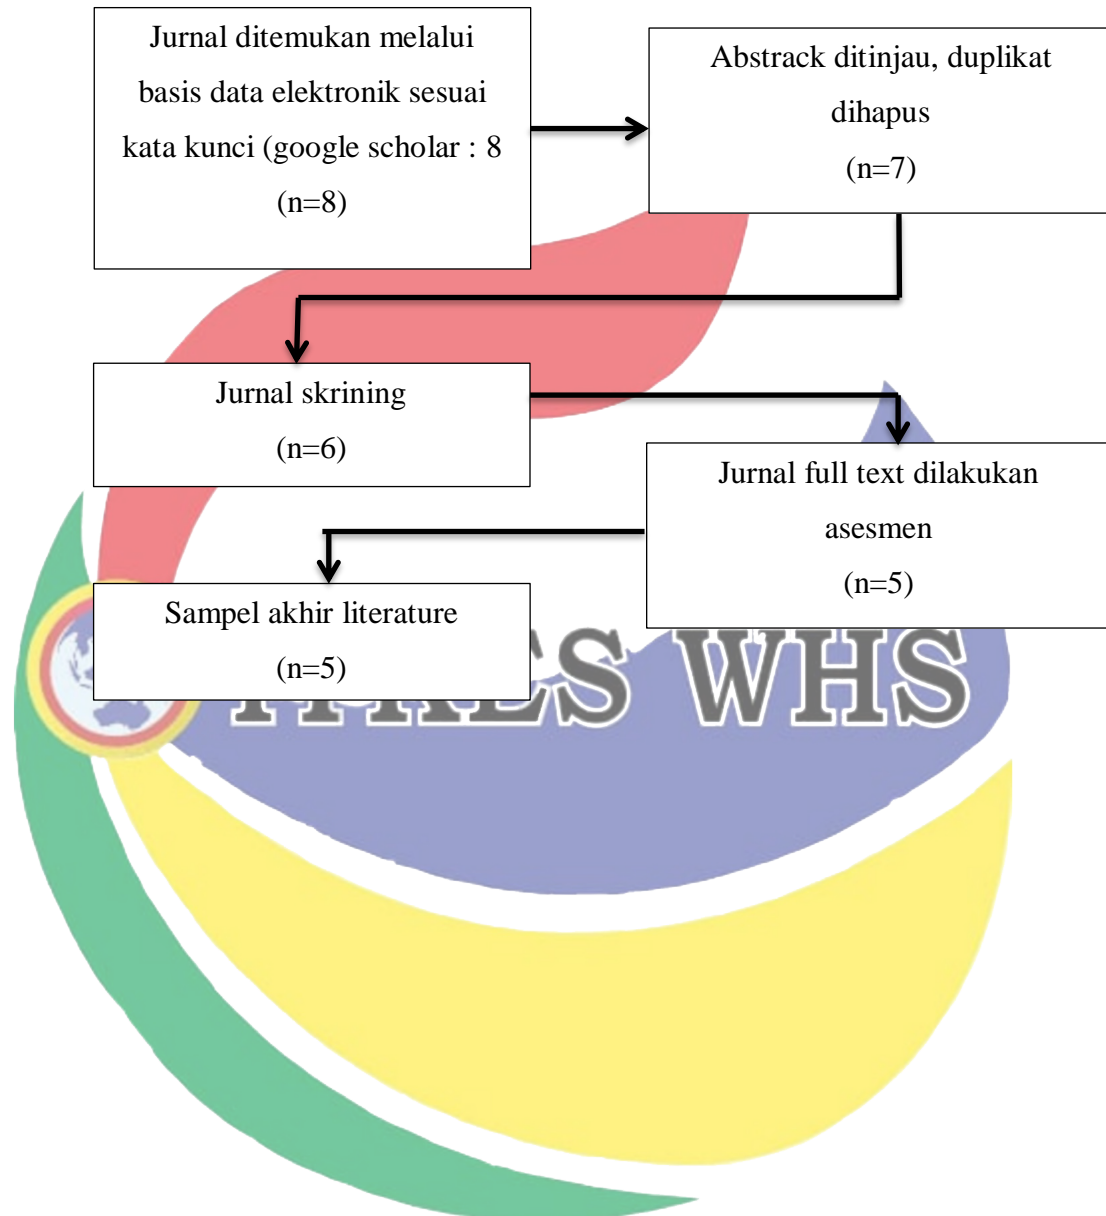 Jurnal ditemukan melalui
basis data elektronik sesuai
kata kunci (google scholar : 8
(n=8)
Abstrack ditinjau, duplikat
dihapus
(n=7)
Jurnal skrining
(n=6)
Jurnal full text dilakukan
asesmen
(n=5)
Sampel akhir literature
(n=5)
WHS